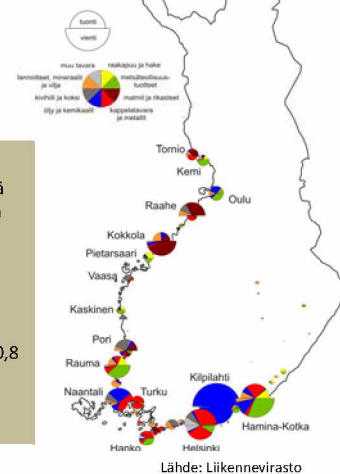 tuonti
vienti
muu tavara
raakapuu ja hake
lannoitteet, mineraalit
ja vilja
metsäteollisuus-
tuotteet
kivihiili ja koksi
malmit ja rikasteet
öljy ja kemikaalit
kappaletavara
ja metallit
Tornio
Kemi
ä
Oulu
Raahe
Kokkola
Pietarsaari
Vaasa
Kaskinen
Pori
0,8
Rauma
Kilpilahti
Naantali
Turku
Hamina-Kotka
Hanko
Helsinki
Lähde: Liikennevirasto